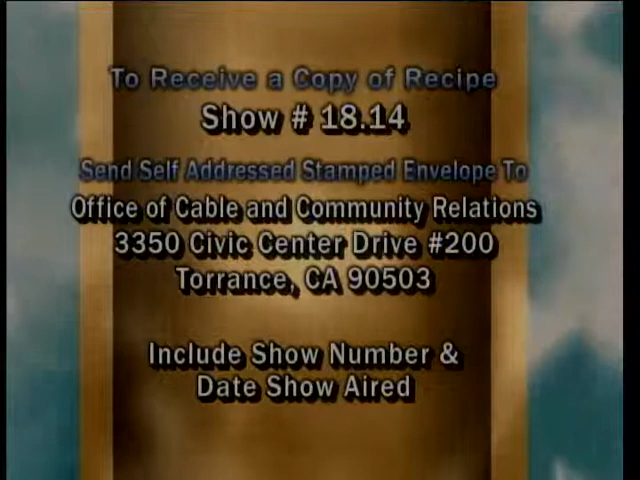 To Receive a Copy of Recipe
Show # 18.14
Send Self Addressed Stamped Envelope To
Office of Cable and Community Relations
3350 Civic Center Drive #200
Torrance, CA 90503
Include Show Number &
Date Show Aired